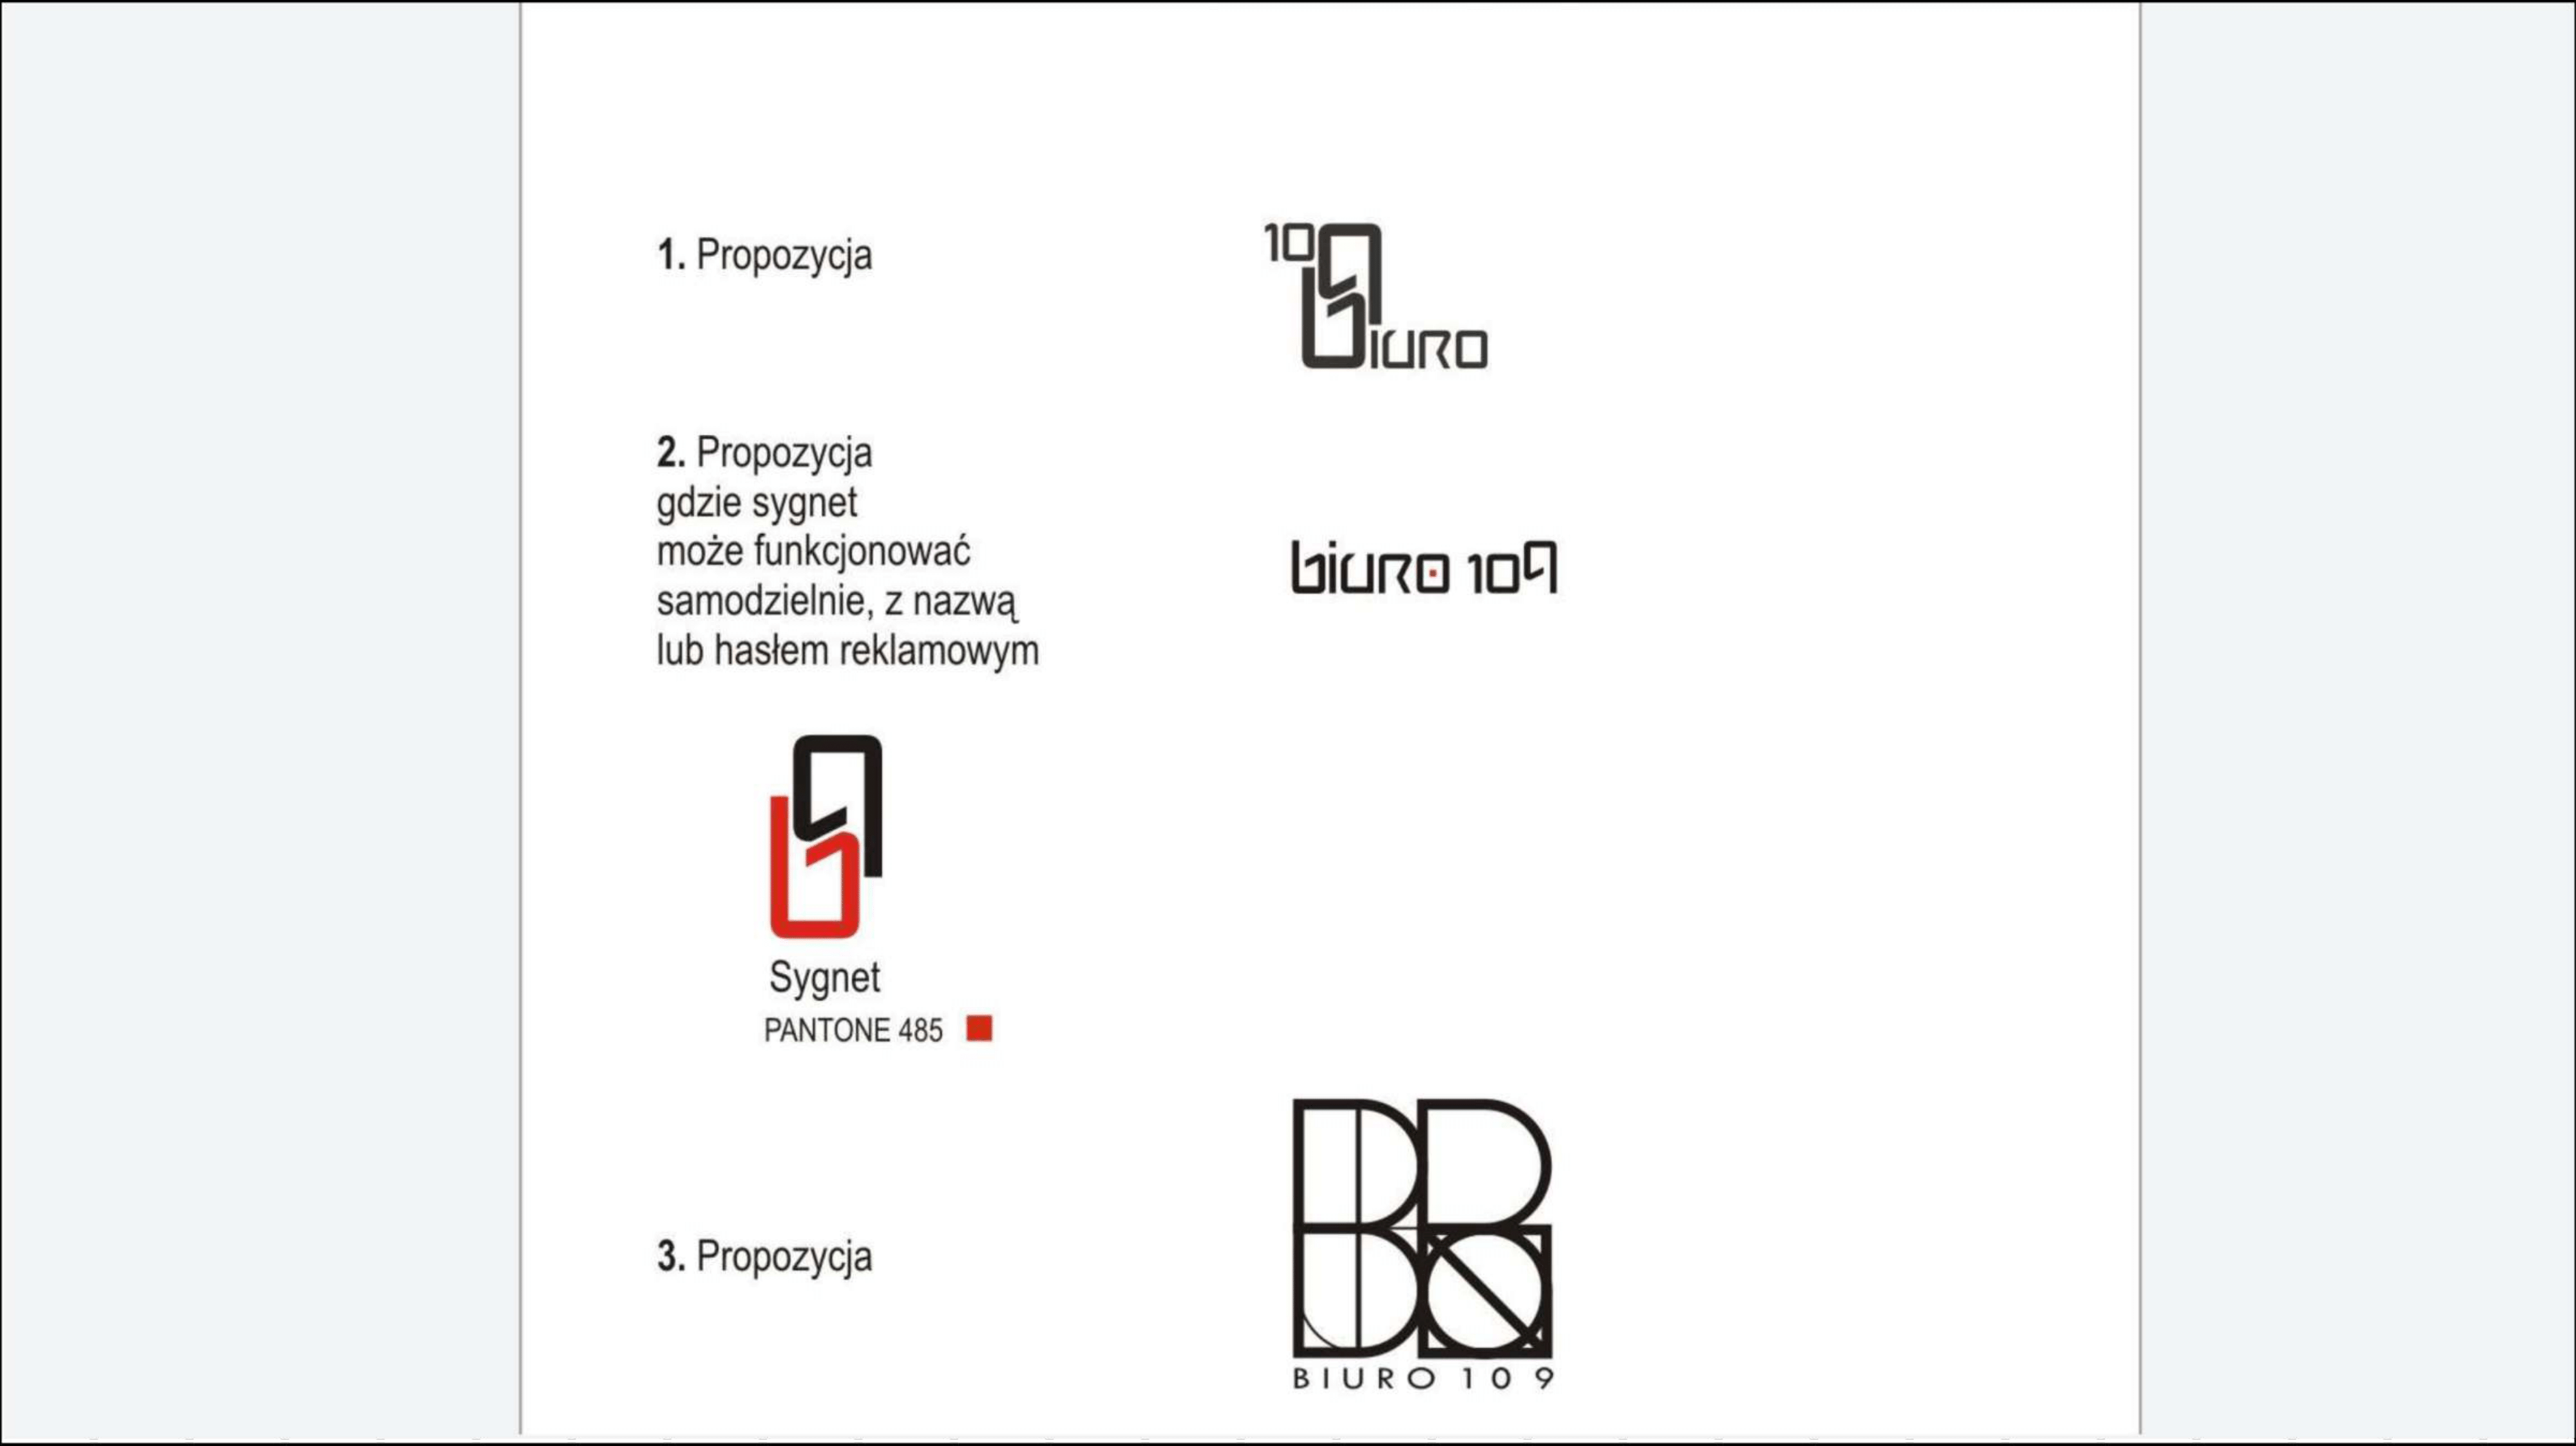 1. Propozycja
109 BIURO
2. Propozycja
gdzie sygnet
może funkcjonować
samodzielnie, z nazwą
lub hasłem reklamowym
biuro 109
Sygnet
PANTONE 485
3. Propozycja
BIURO 109